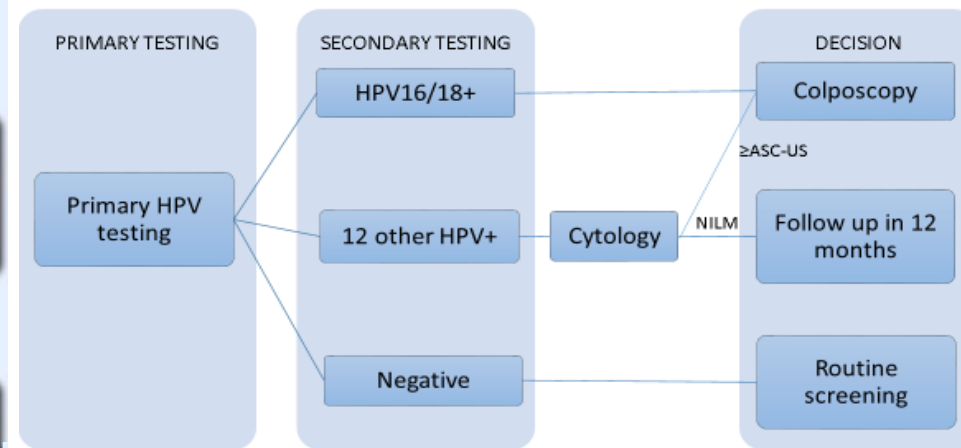 PRIMARY TESTING
SECONDARY TESTING
DECISION
HPV16/18+
Colposcopy
≥ASC-US
Primary HPV
testing
12 other HPV+
Cytology
NILM
Follow up in 12
months
Negative
Routine
screening